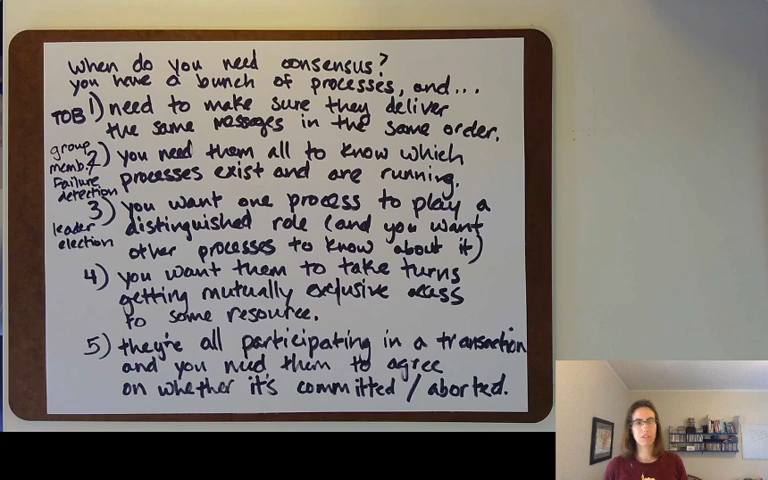 when do you need consensus?
you have a bunch of processes, and...
TOB 1) need to make sure they deliver
the same messages in the same order.
group memb./ failure detection 2) you need them all to know which
processes exist and are running.
leader election 3) you want one process to play a
distinguished role (and you want
other processes to know about it)
4) you want them to take turns
getting mutually exclusive access
to some resource.
5) they're all participating in a transaction
and you need them to agree
on whether it's committed / aborted.